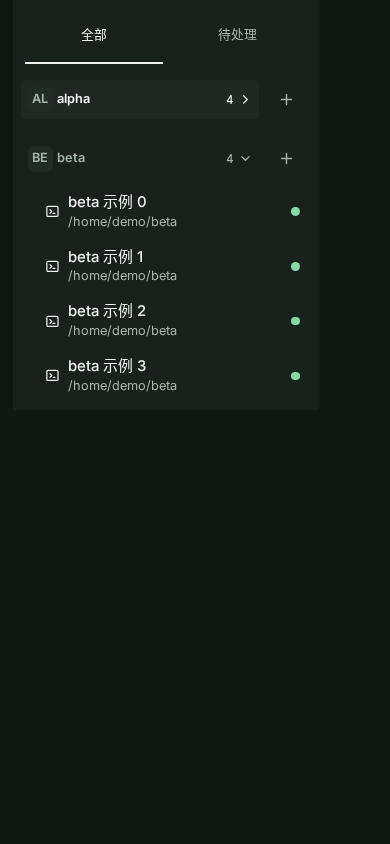 全部 待处理
AL alpha 4
BE beta 4
beta 示例 0
/home/demo/beta
beta 示例 1
/home/demo/beta
beta 示例 2
/home/demo/beta
beta 示例 3
/home/demo/beta